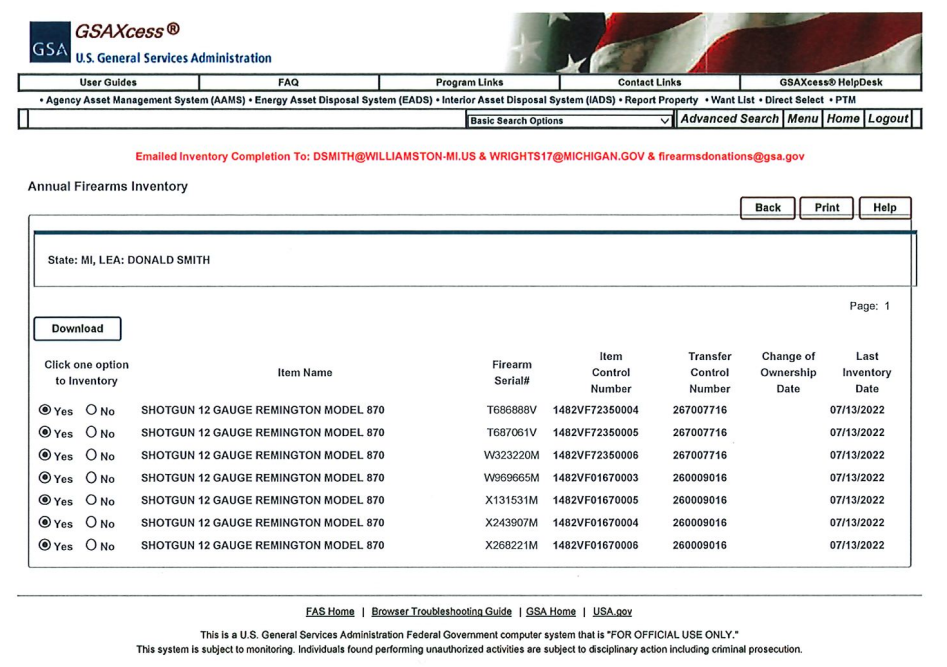 GSAXcess®
GSA
U.S. General Services Administration
User Guides FAQ Program Links Contact Links GSAXcess® HelpDesk
• Agency Asset Management System (AAMS) • Energy Asset Disposal System (EADS) • Interior Asset Disposal System (IADS) • Report Property • Want List • Direct Select • PTM
Basic Search Options Advanced Search Menu Home Logout
Emailed Inventory Completion To: DSMITH@WILLIAMSTON-MI.US & WRIGHTS17@MICHIGAN.GOV & firearmsdonations@gsa.gov
Annual Firearms Inventory
Back Print Help
State: MI, LEA: DONALD SMITH
Page: 1
Download
Click one option to Inventory Item Name Firearm Serial# Item Control Number Transfer Control Number Change of Ownership Date Last Inventory Date
Yes No SHOTGUN 12 GAUGE REMINGTON MODEL 870 T686888V 1482VF72350004 267007716 07/13/2022
Yes No SHOTGUN 12 GAUGE REMINGTON MODEL 870 T687061V 1482VF72350005 267007716 07/13/2022
Yes No SHOTGUN 12 GAUGE REMINGTON MODEL 870 W323220M 1482VF72350006 267007716 07/13/2022
Yes No SHOTGUN 12 GAUGE REMINGTON MODEL 870 W969665M 1482VF01670003 260009016 07/13/2022
Yes No SHOTGUN 12 GAUGE REMINGTON MODEL 870 X131531M 1482VF01670005 260009016 07/13/2022
Yes No SHOTGUN 12 GAUGE REMINGTON MODEL 870 X243907M 1482VF01670004 260009016 07/13/2022
Yes No SHOTGUN 12 GAUGE REMINGTON MODEL 870 X268221M 1482VF01670006 260009016 07/13/2022
FAS Home | Browser Troubleshooting Guide | GSA Home | USA.gov
This is a U.S. General Services Administration Federal Government computer system that is "FOR OFFICIAL USE ONLY."
This system is subject to monitoring. Individuals found performing unauthorized activities are subject to disciplinary action including criminal prosecution.